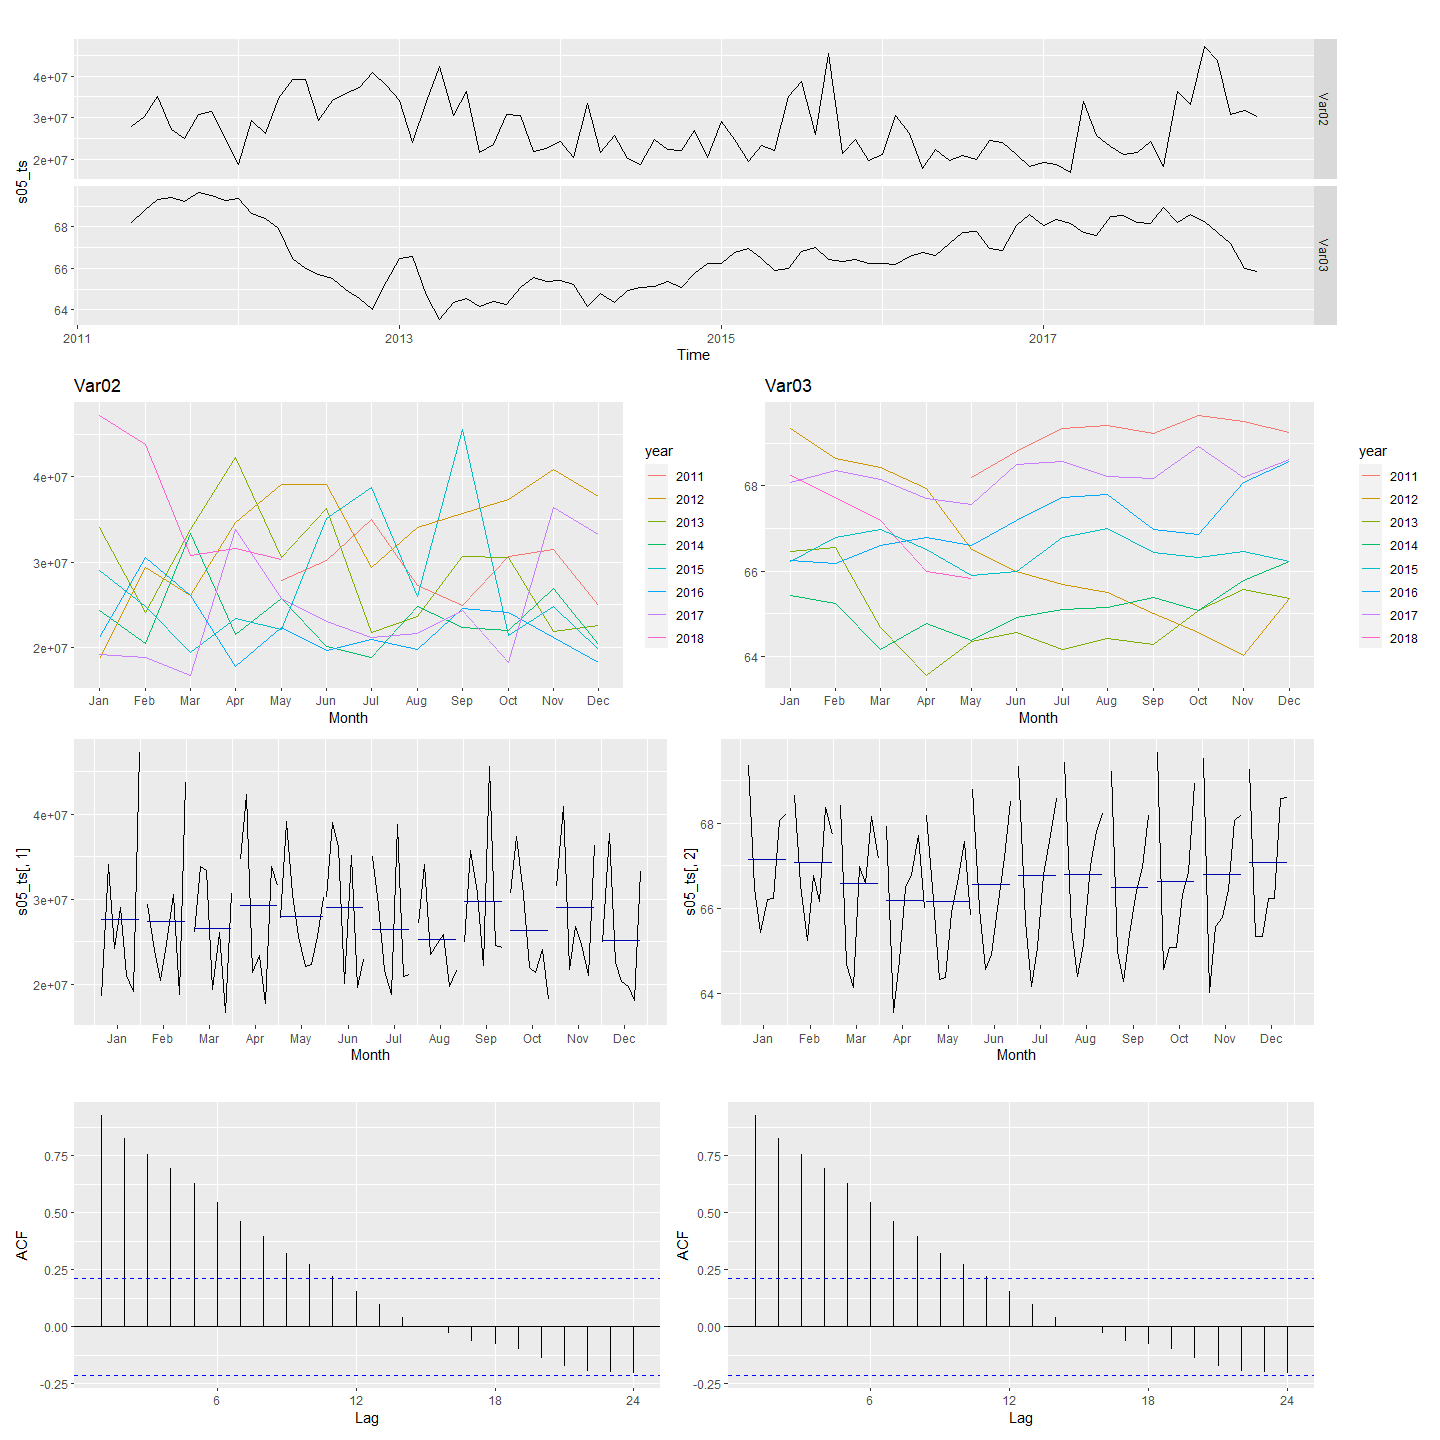 4e+07
3e+07
2e+07
Var02
s05_ts
68
66
64
Var03
2011 2013 2015 2017
Time
Var02
4e+07
3e+07
2e+07
Jan Feb Mar Apr May Jun Jul Aug Sep Oct Nov Dec
Month
year
2011
2012
2013
2014
2015
2016
2017
2018
Var03
68
66
64
Jan Feb Mar Apr May Jun Jul Aug Sep Oct Nov Dec
Month
year
2011
2012
2013
2014
2015
2016
2017
2018
s05_ts[, 1]
4e+07
3e+07
2e+07
Jan Feb Mar Apr May Jun Jul Aug Sep Oct Nov Dec
Month
s05_ts[, 2]
68
66
64
Jan Feb Mar Apr May Jun Jul Aug Sep Oct Nov Dec
Month
ACF
0.75
0.50
0.25
0.00
-0.25
6 12 18 24
Lag
ACF
0.75
0.50
0.25
0.00
-0.25
6 12 18 24
Lag